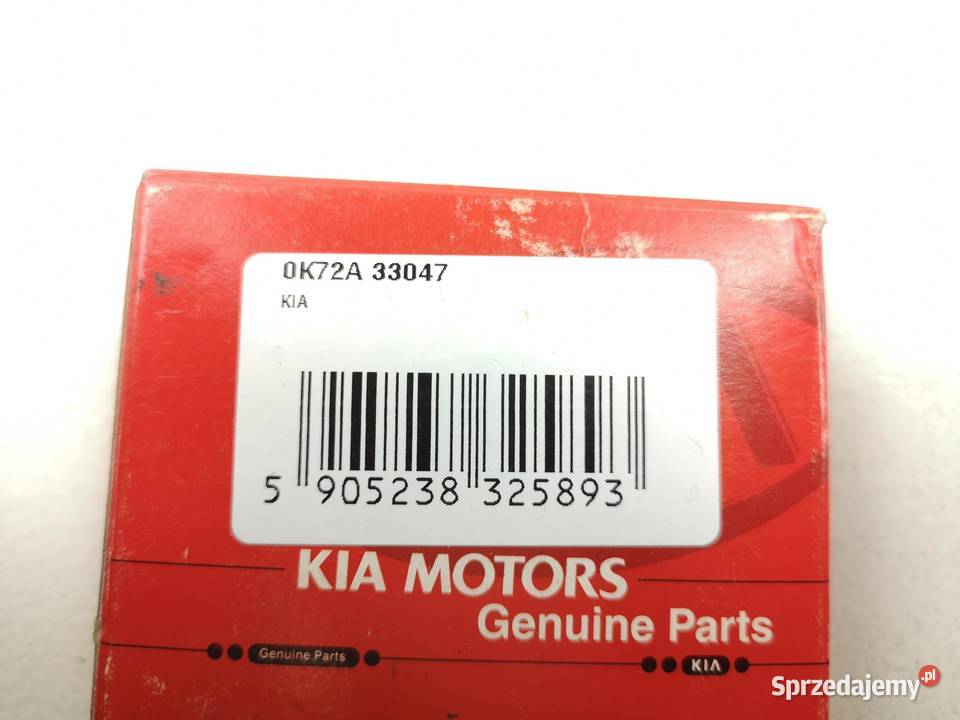 0K72A 33047
KIA
5 905238 325893
KIA MOTORS
Genuine Parts
Genuine Parts
KIA
Sprzedajemy.pl